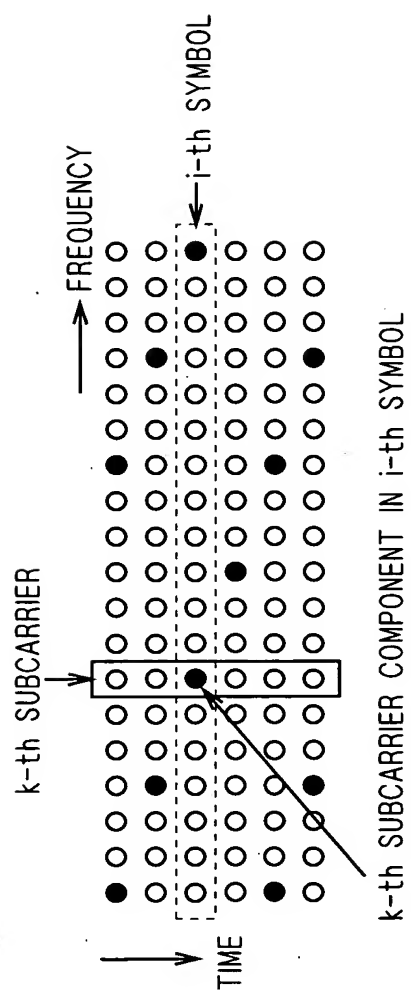 k-th SUBCARRIER
FREQUENCY
i-th SYMBOL
TIME
k-th SUBCARRIER COMPONENT IN i-th SYMBOL